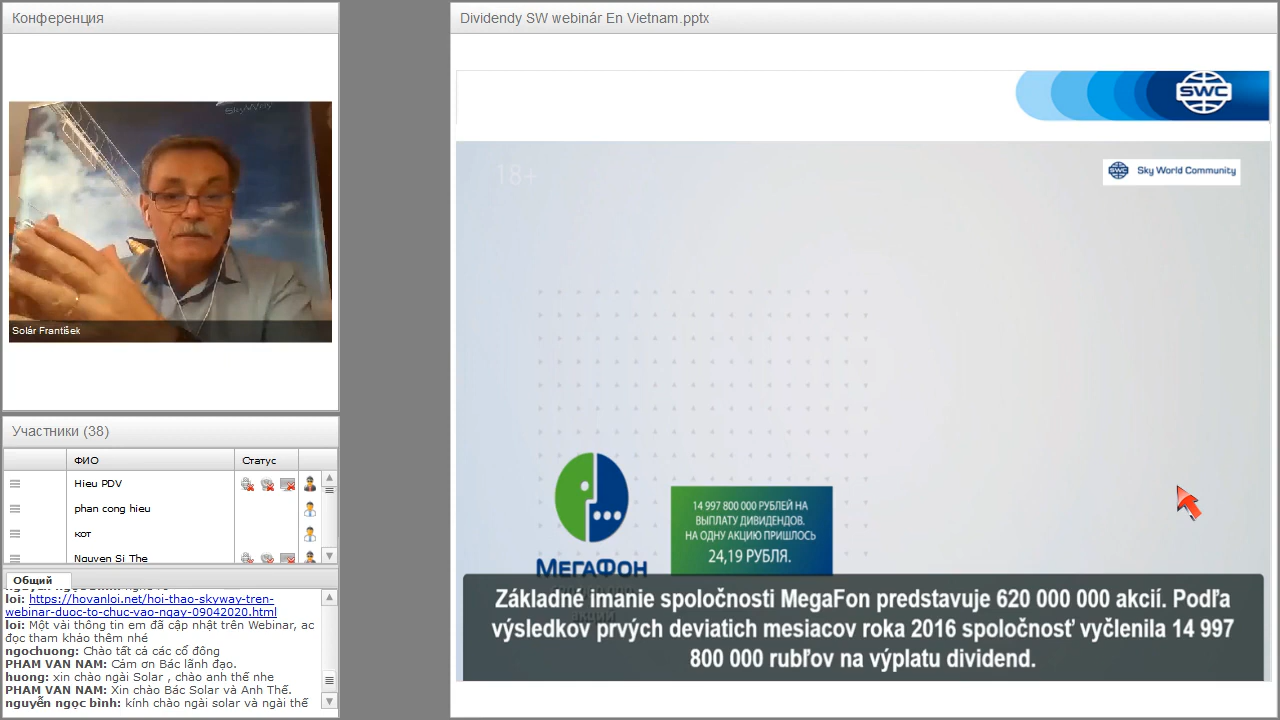 Конференция
SkyWay
Solár František
Участники (38)
ФИО
Статус
Hieu PDV
phan cong hieu
кот
Nguyen Si The
Общий
loi: https://hovanloi.net/hoi-thao-skyway-tren-
webinar-duoc-to-chuc-vao-ngay-09042020.html
loi: Một vài thông tin em đã cập nhật trên Webinar, ac
đọc tham khảo thêm nhé
ngochuong: Chào tất cả các cổ đông
PHAM VAN NAM: Cảm ơn Bác lãnh đạo.
huong: xin chào ngài Solar , chào anh thế nhe
PHAM VAN NAM: Xin chào Bác Solar và Anh Thế.
nguyễn ngọc bình: kính chào ngài solar và ngài thế
Dividendy SW webinár En Vietnam.pptx
SWC
18+
SWC Sky World Community
14 997 800 000 РУБЛЕЙ НА
ВЫПЛАТУ ДИВИДЕНДОВ.
НА ОДНУ АКЦИЮ ПРИШЛОСЬ
24,19 РУБЛЯ.
МЕГАФОН
Základné imanie spoločnosti MegaFon predstavuje 620 000 000 akcií. Podľa
výsledkov prvých deviatich mesiacov roka 2016 spoločnosť vyčlenila 14 997
800 000 rubľov na výplatu dividend.